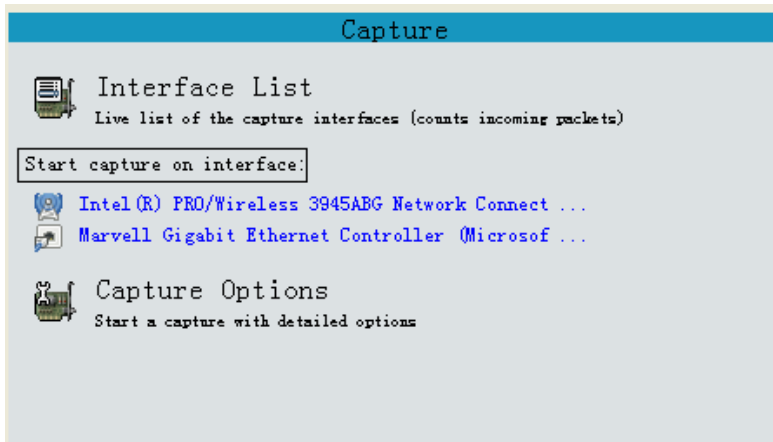 Capture
Interface List
Live list of the capture interfaces (counts incoming packets)
Start capture on interface:
Intel(R) PRO/Wireless 3945ABG Network Connect ...
Marvell Gigabit Ethernet Controller (Microsof ...
Capture Options
Start a capture with detailed options